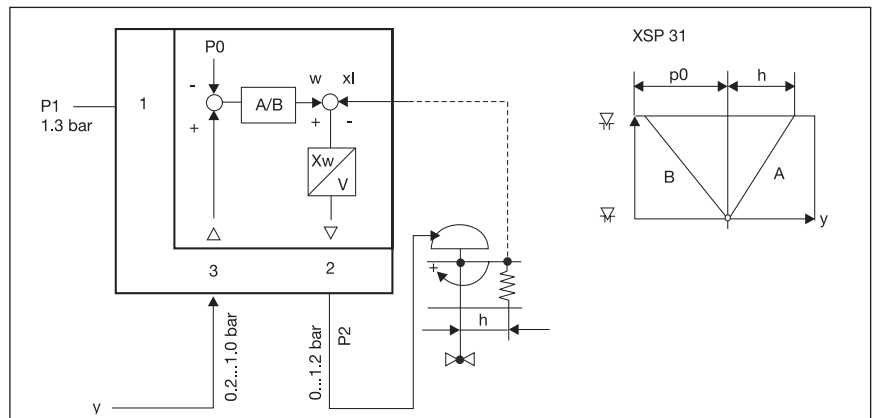 XSP 31
P0
w xl
p0 h
-
A/B
P1
1
1.3 bar
+
+ -
Xw
V
B
A
y
3
2
+
0.2...1.0 bar
0...1.2 bar
P2
h
y